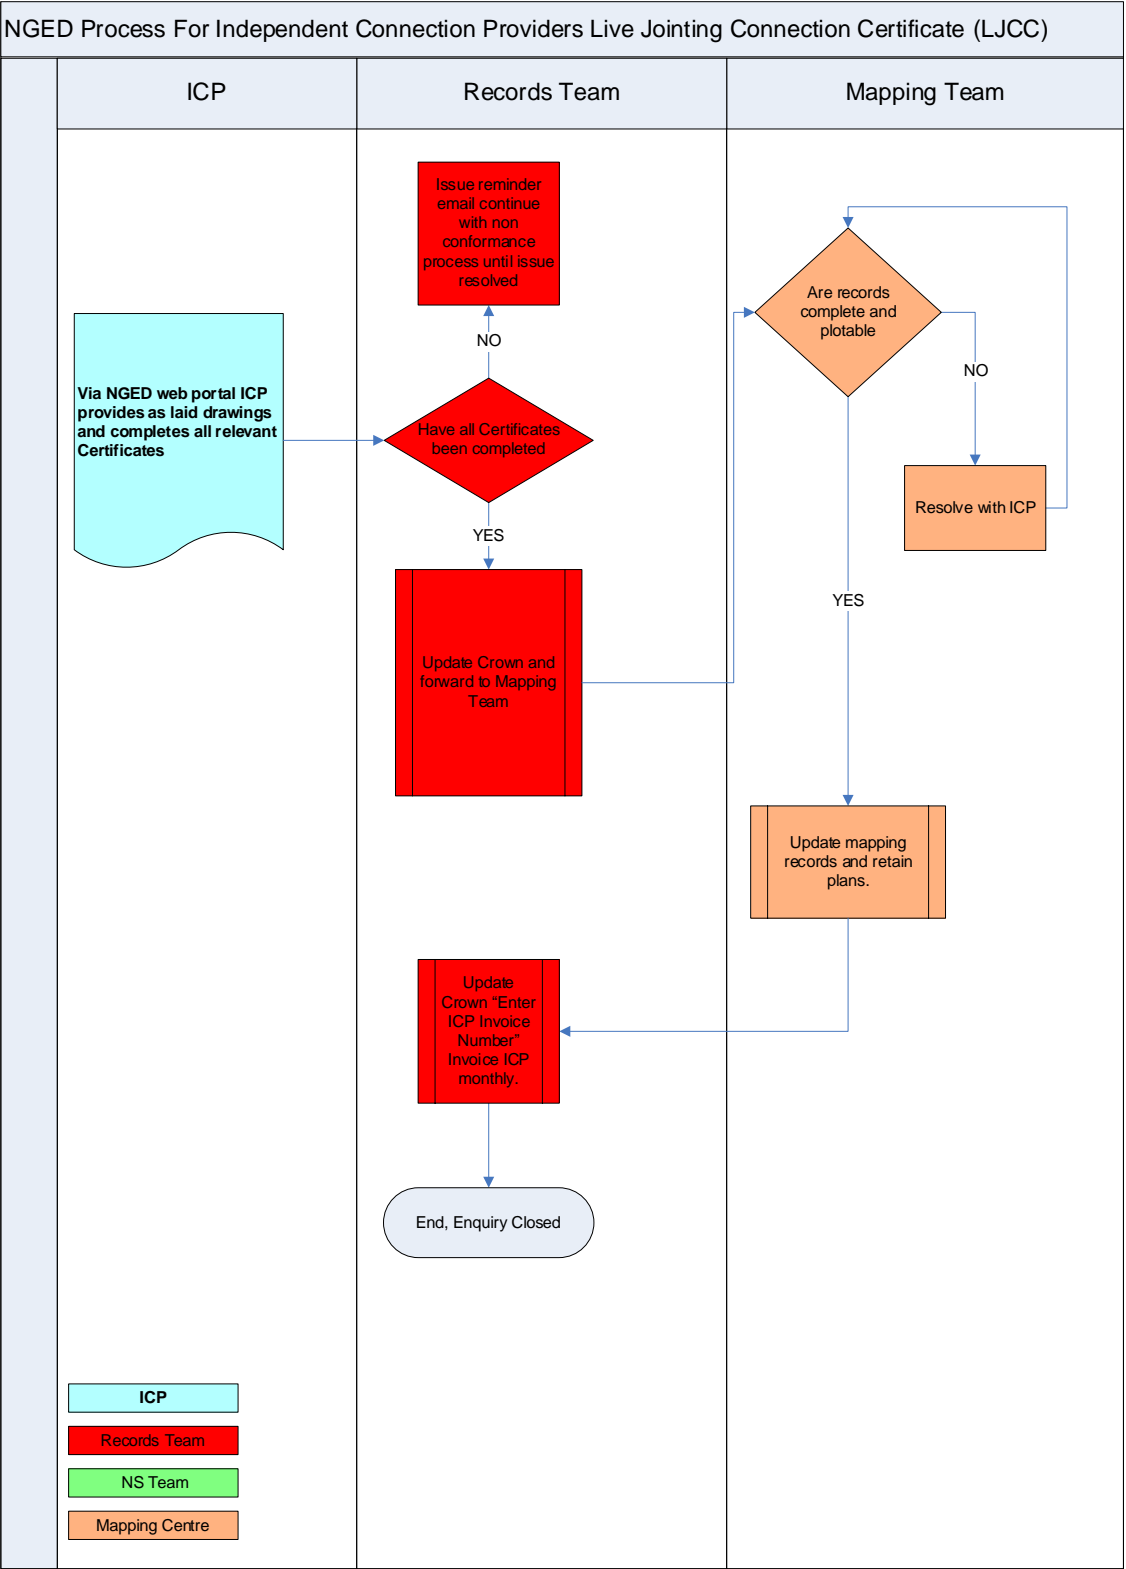 NGED Process For Independent Connection Providers Live Jointing Connection Certificate (LJCC)
ICP
Records Team
Mapping Team
Via NGED web portal ICP
provides as laid drawings
and completes all relevant
Certificates
Issue reminder
email continue
with non
conformance
process until issue
resolved
NO
Have all Certificates
been completed
YES
Update Crown and
forward to Mapping
Team
Are records
complete and
plotable
NO
Resolve with ICP
YES
Update mapping
records and retain
plans.
Update
Crown “Enter
ICP Invoice
Number”
Invoice ICP
monthly.
End, Enquiry Closed
ICP
Records Team
NS Team
Mapping Centre